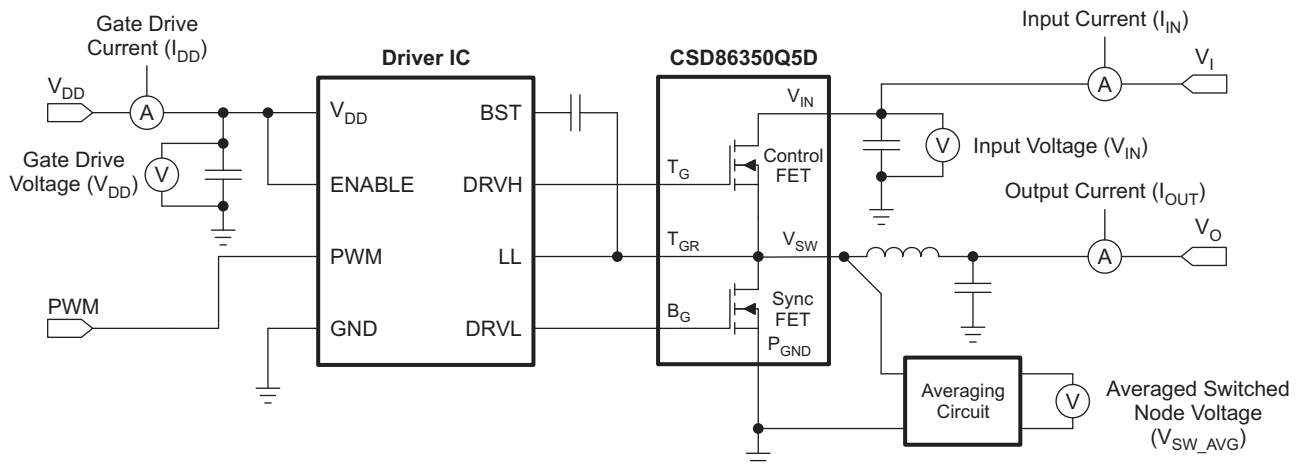 Gate Drive
Current (I_DD)
Input Current (I_IN)
Driver IC
CSD86350Q5D
V_DD
A
A
V_I
V_DD
BST
V_IN
Gate Drive
Voltage (V_DD)
V
V
Input Voltage (V_IN)
Control
FET
ENABLE
DRVH
T_G
Output Current (I_OUT)
PWM
LL
T_GR
V_SW
A
V_O
PWM
GND
DRVL
B_G
Sync
FET
P_GND
Averaging
Circuit
V
Averaged Switched
Node Voltage
(V_SW_AVG)